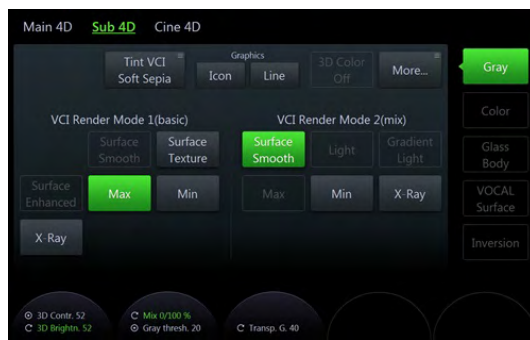 Main 4D Sub 4D Cine 4D
Tint VCI
Soft Sepia
Graphics
Icon Line
3D Color
Off
More...
Gray
VCI Render Mode 1(basic) VCI Render Mode 2(mix)
Color
Surface
Smooth
Surface
Texture
Surface
Smooth
Light
Gradient
Light
Glass
Body
Surface
Enhanced
Max Min Max Min X-Ray
VOCAL
Surface
X-Ray
Inversion
3D Contr. 52 Mix 0/100 %
3D Brightn. 52 Gray thresh. 20 Transp. G. 40